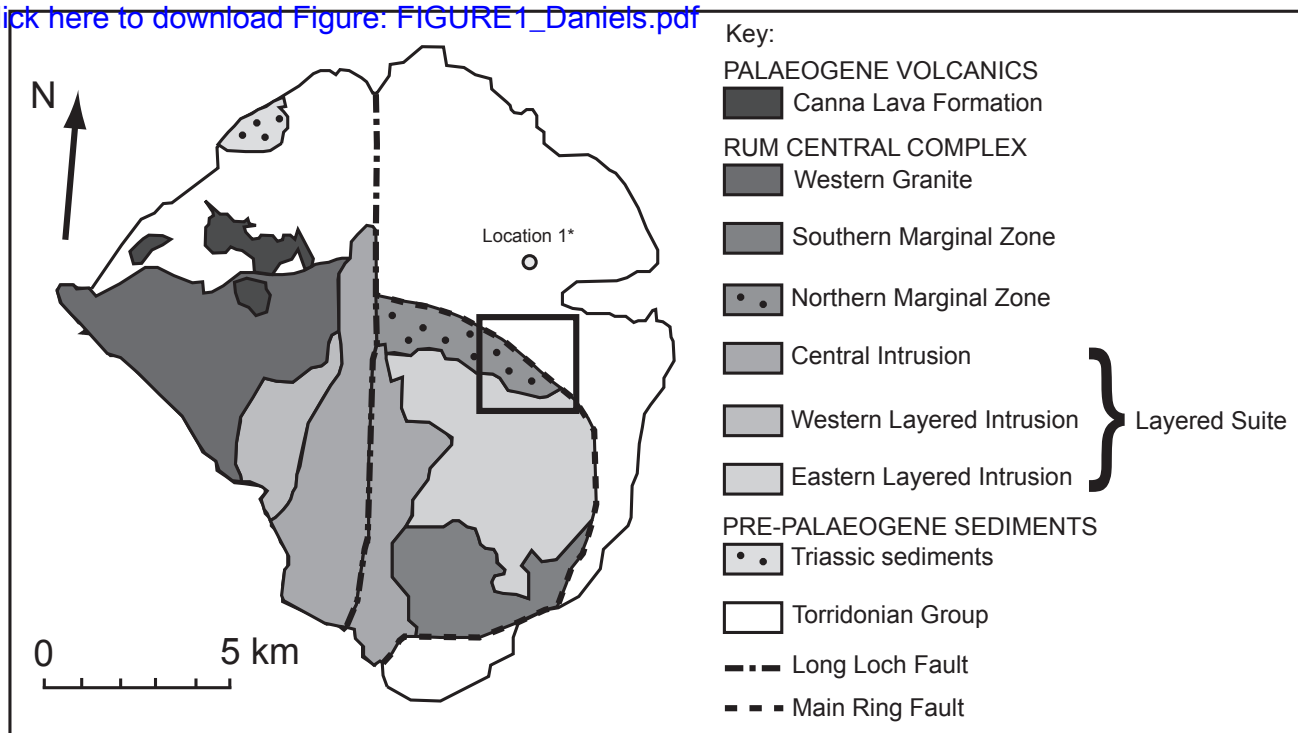 ick here to download Figure: FIGURE1_Daniels.pdf
N
Location 1*
0 5 km
Key:
PALAEOGENE VOLCANICS
Canna Lava Formation
RUM CENTRAL COMPLEX
Western Granite
Southern Marginal Zone
Northern Marginal Zone
Central Intrusion
Western Layered Intrusion
Layered Suite
Eastern Layered Intrusion
PRE-PALAEOGENE SEDIMENTS
Triassic sediments
Torridonian Group
Long Loch Fault
Main Ring Fault